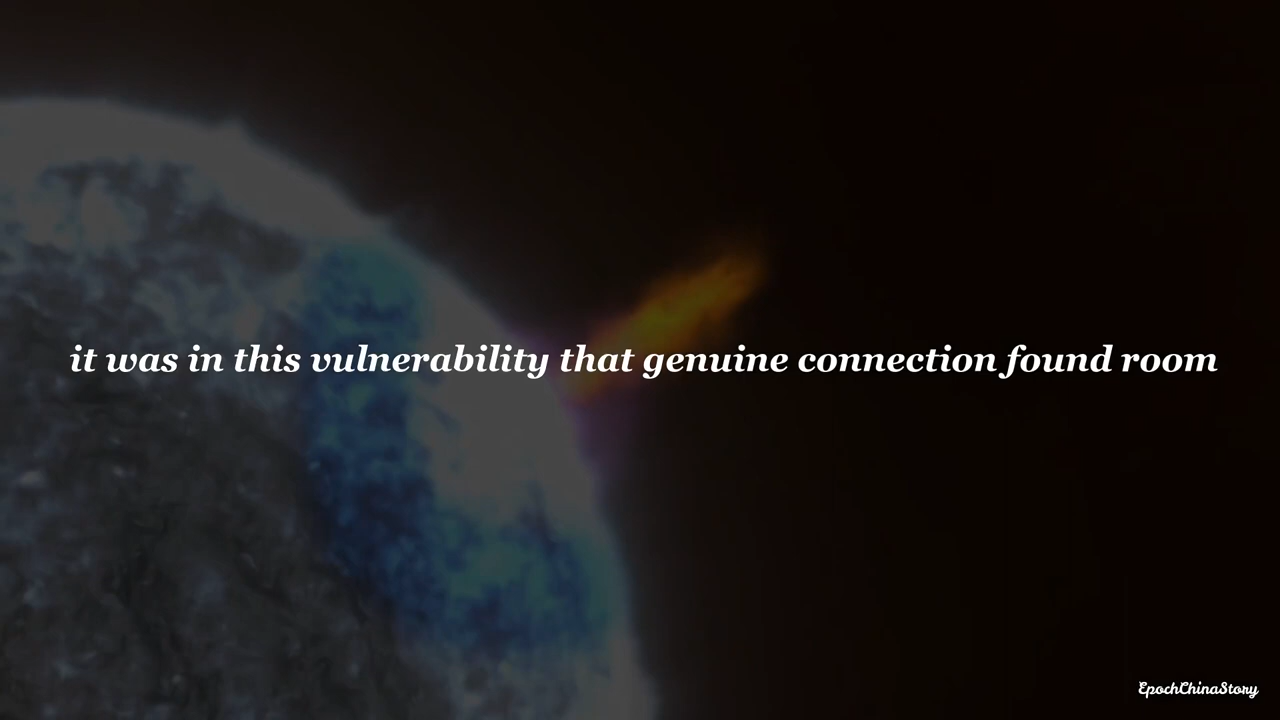 it was in this vulnerability that genuine connection found room
EpochChinaStory